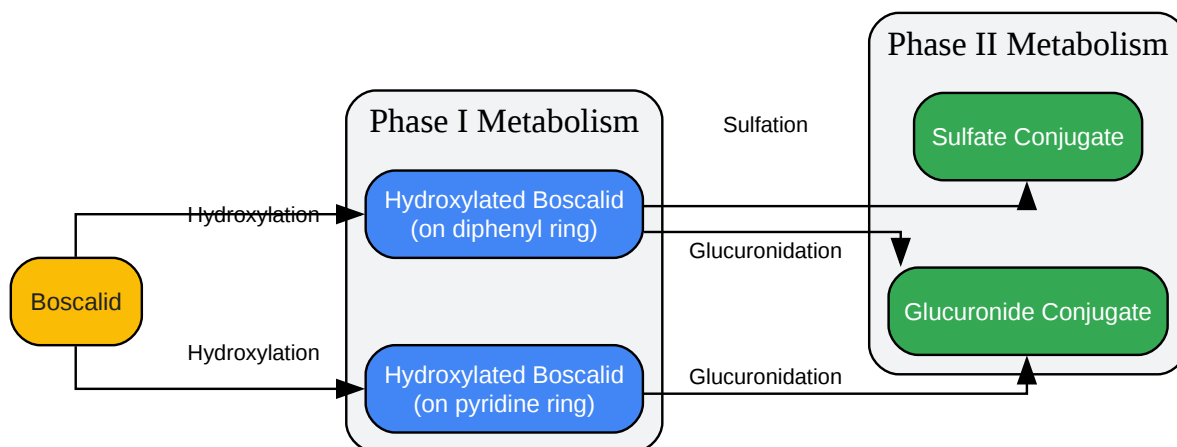 Phase II Metabolism
Phase I Metabolism
Sulfation
Sulfate Conjugate
Hydroxylation
Hydroxylated Boscalid
(on diphenyl ring)
Glucuronidation
Boscalid
Glucuronide Conjugate
Hydroxylation
Hydroxylated Boscalid
(on pyridine ring)
Glucuronidation